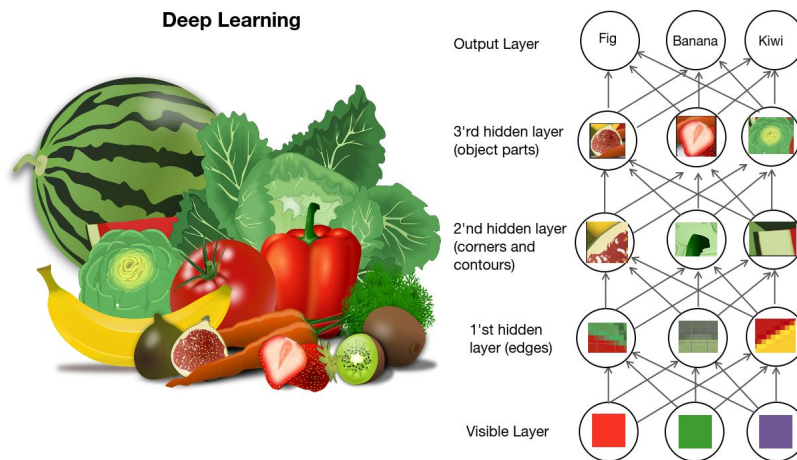 Deep Learning
Output Layer
Fig
Banana
Kiwi
3'rd hidden layer
(object parts)
2'nd hidden layer
(corners and
contours)
1'st hidden
layer (edges)
Visible Layer